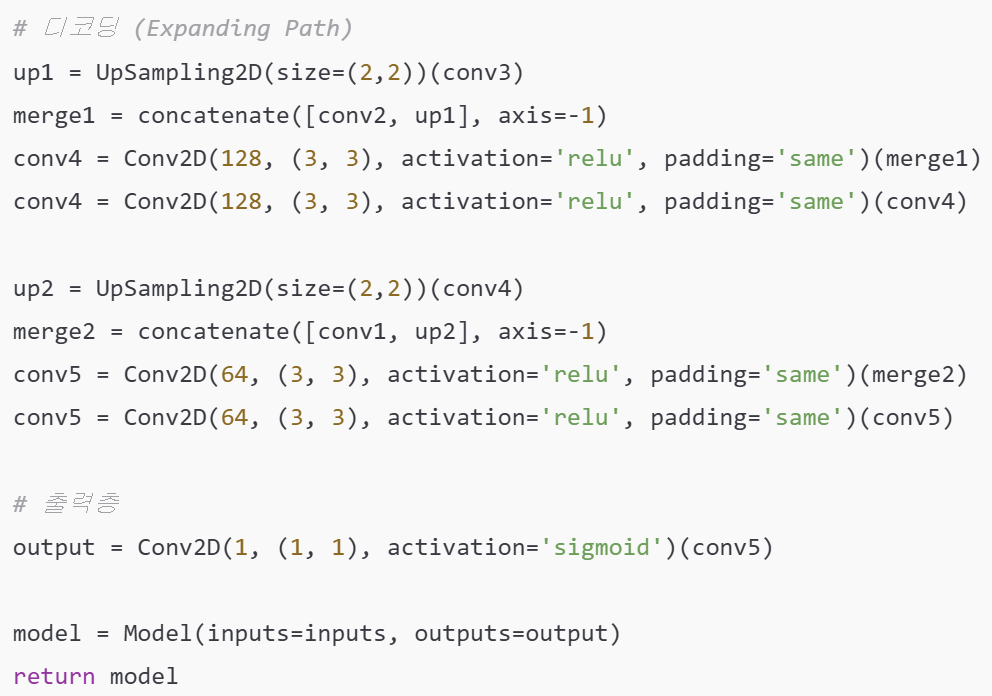 # 디코딩 (Expanding Path)
up1 = UpSampling2D(size=(2,2))(conv3)
merge1 = concatenate([conv2, up1], axis=-1)
conv4 = Conv2D(128, (3, 3), activation='relu', padding='same')(merge1)
conv4 = Conv2D(128, (3, 3), activation='relu', padding='same')(conv4)
up2 = UpSampling2D(size=(2,2))(conv4)
merge2 = concatenate([conv1, up2], axis=-1)
conv5 = Conv2D(64, (3, 3), activation='relu', padding='same')(merge2)
conv5 = Conv2D(64, (3, 3), activation='relu', padding='same')(conv5)
# 출력층
output = Conv2D(1, (1, 1), activation='sigmoid')(conv5)
model = Model(inputs=inputs, outputs=output)
return model